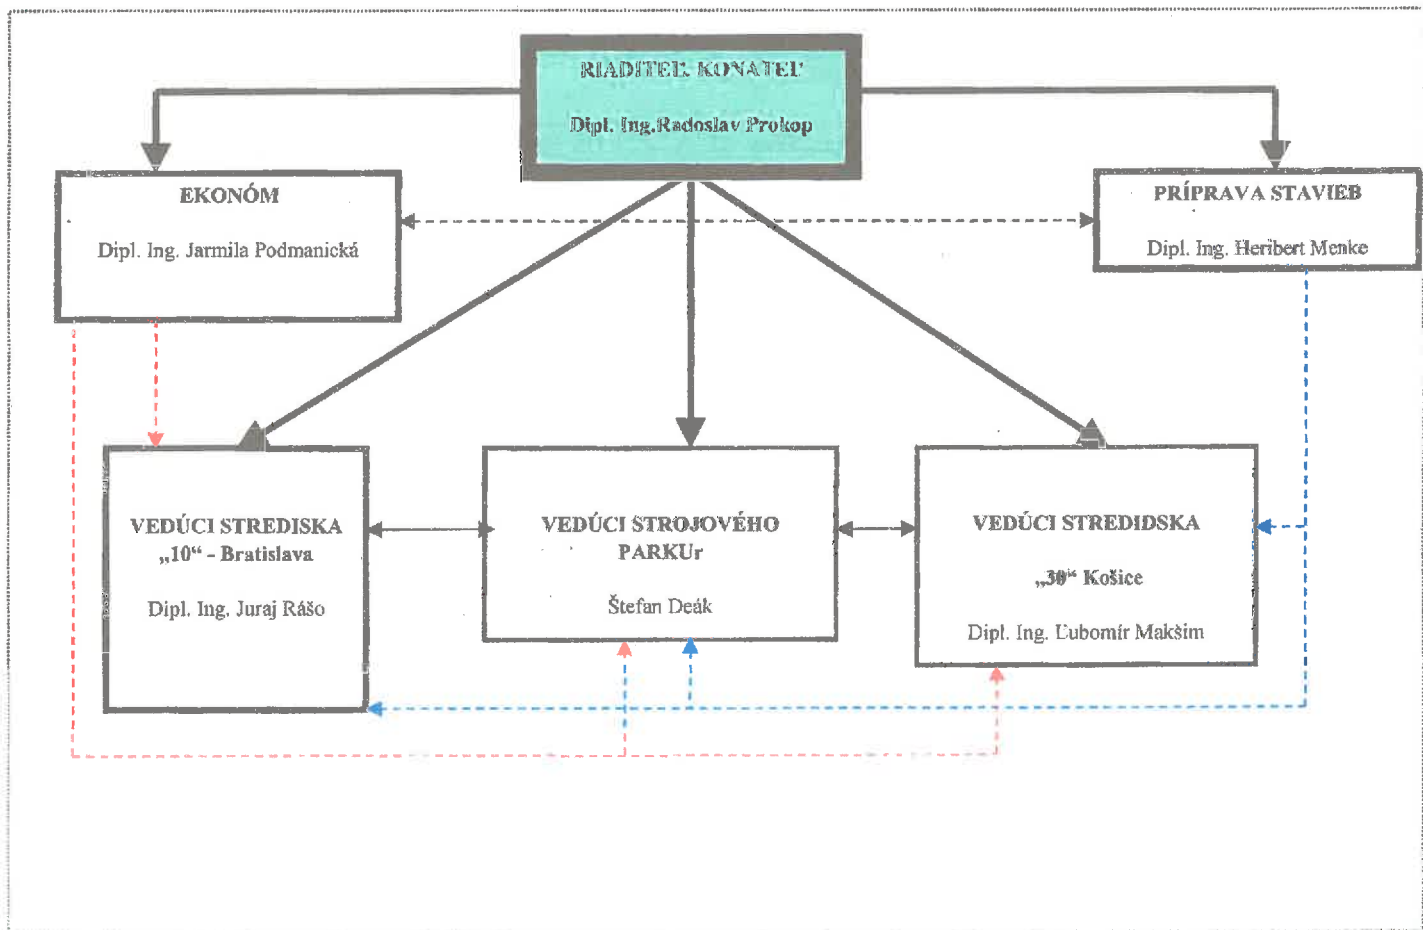 RIADITEĽ KONATEĽ
Dipl. Ing.Radoslav Prokop
EKONÓM
Dipl. Ing. Jarmila Podmanická
PRÍPRAVA STAVIEB
Dipl. Ing. Heribert Menke
VEDÚCI STREDISKA
„10“ - Bratislava
Dipl. Ing. Juraj Rášo
VEDÚCI STROJOVÉHO
PARKUr
Štefan Deák
VEDÚCI STREDIDSKA
„30“ Košice
Dipl. Ing. Ľubomír Makším